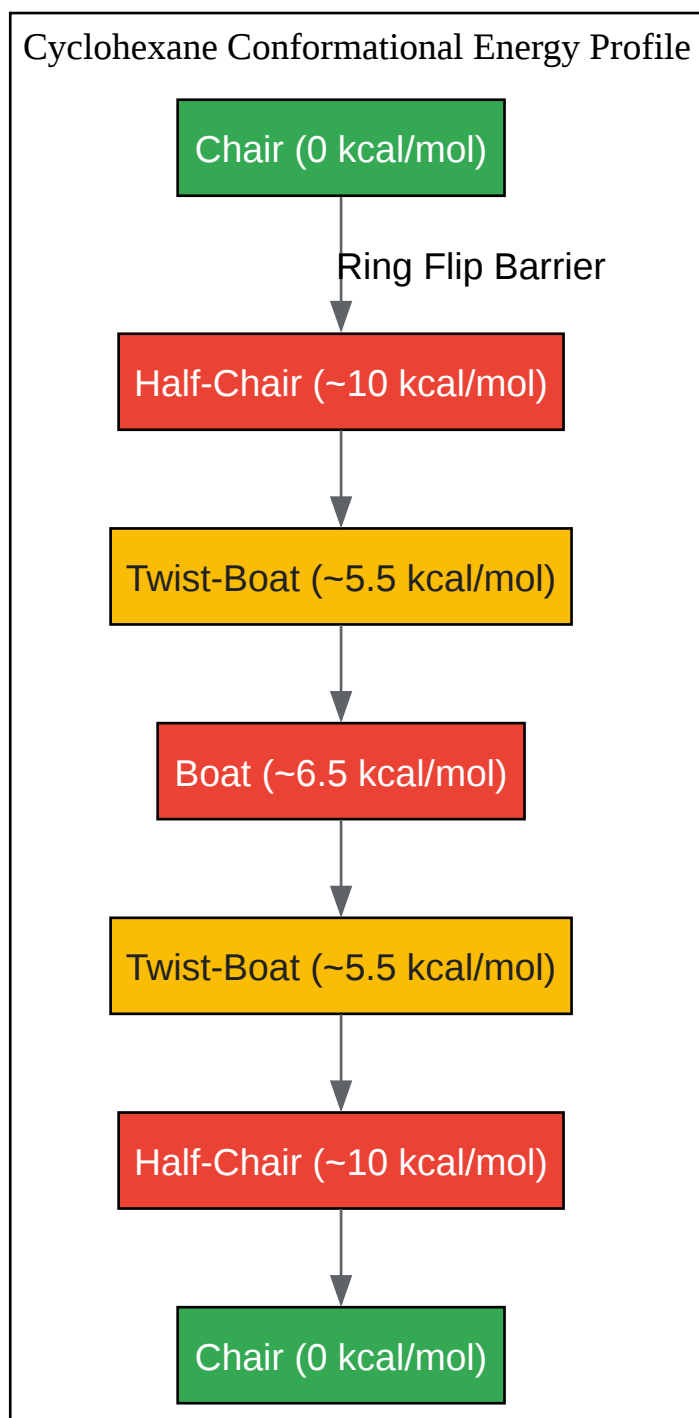 Cyclohexane Conformational Energy Profile
Chair (0 kcal/mol)
Ring Flip Barrier
Half-Chair (~10 kcal/mol)
Twist-Boat (~5.5 kcal/mol)
Boat (~6.5 kcal/mol)
Twist-Boat (~5.5 kcal/mol)
Half-Chair (~10 kcal/mol)
Chair (0 kcal/mol)